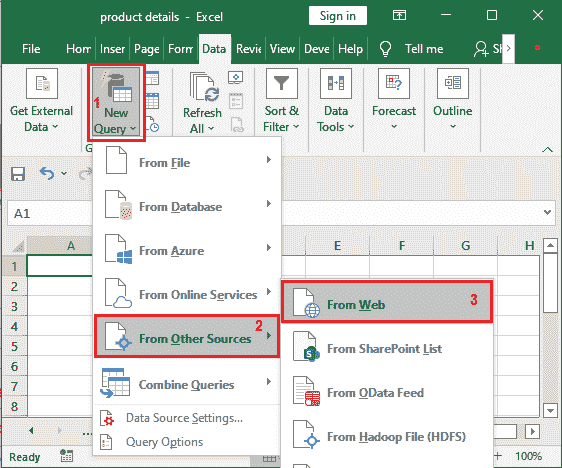 product details - Excel
Sign in
File Hom Inser Page Form Data Revie View Deve Help Tell me Sh
Get External Data
1
New Query
Refresh All
Sort & Filter
Data Tools
Forecast
Outline
G
A1
From File
From Database
From Azure
From Online Services
From Other Sources 2
Combine Queries
Data Source Settings...
Query Options
A E F G H
1
2
3
4
5
6
7
8
From Web 3
From SharePoint List
From OData Feed
From Hadoop File (HDFS)
Ready
100%